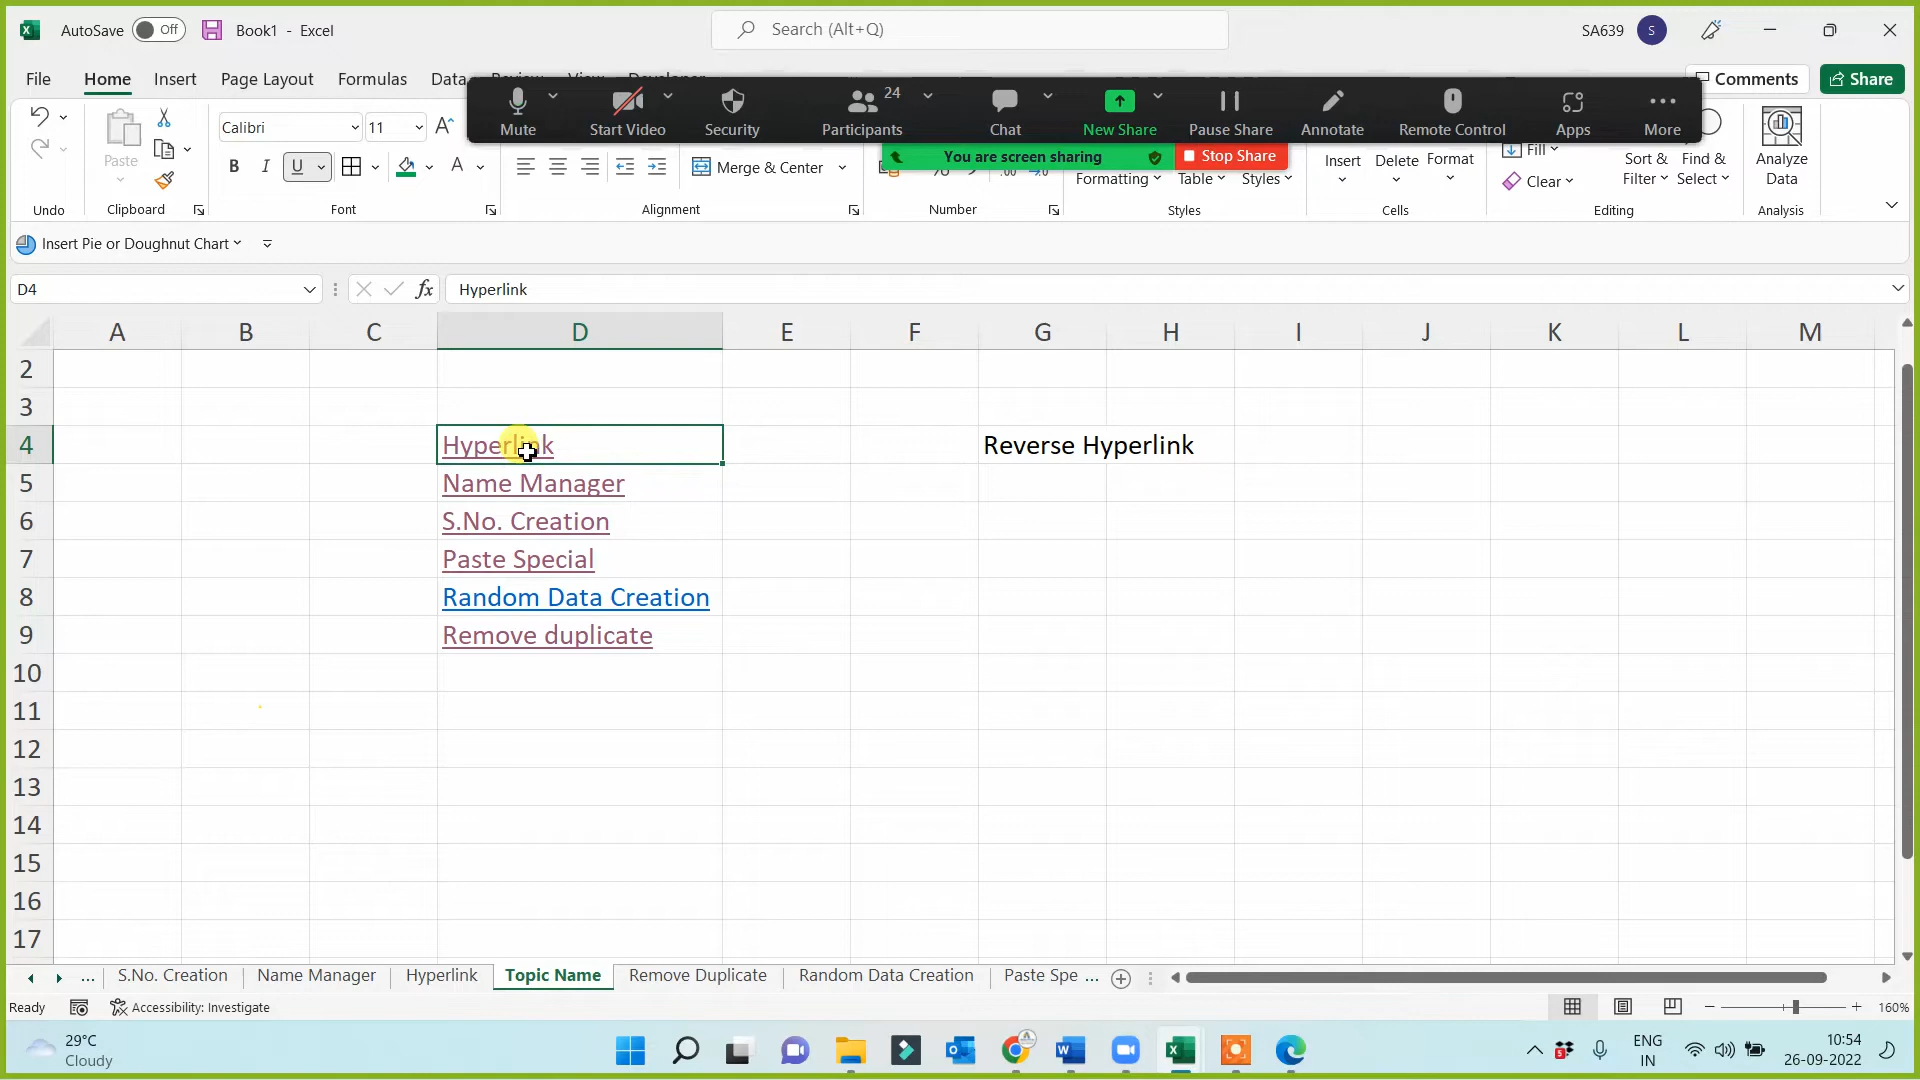 AutoSave Off Book1 - Excel Search (Alt+Q) SA639 S
File Home Insert Page Layout Formulas Data Review View Developer Comments Share
Mute Start Video Security Participants 24 Chat New Share Pause Share Annotate Remote Control Apps More
You are screen sharing Stop Share
Paste Calibri 11 A
B I U A Merge & Center
Formatting Table Styles Insert Delete Format Fill Clear Sort & Filter Find & Select Analyze Data
Undo Clipboard Font Alignment Number Styles Cells Editing Analysis
Insert Pie or Doughnut Chart
D4 fx Hyperlink
A B C D E F G H I J K L M
2
3
4 Hyperlink Reverse Hyperlink
5 Name Manager
6 S.No. Creation
7 Paste Special
8 Random Data Creation
9 Remove duplicate
10
11
12
13
14
15
16
17
... S.No. Creation Name Manager Hyperlink Topic Name Remove Duplicate Random Data Creation Paste Spe ...
Ready Accessibility: Investigate 160%
29°C
Cloudy
ENG
IN
10:54
26-09-2022